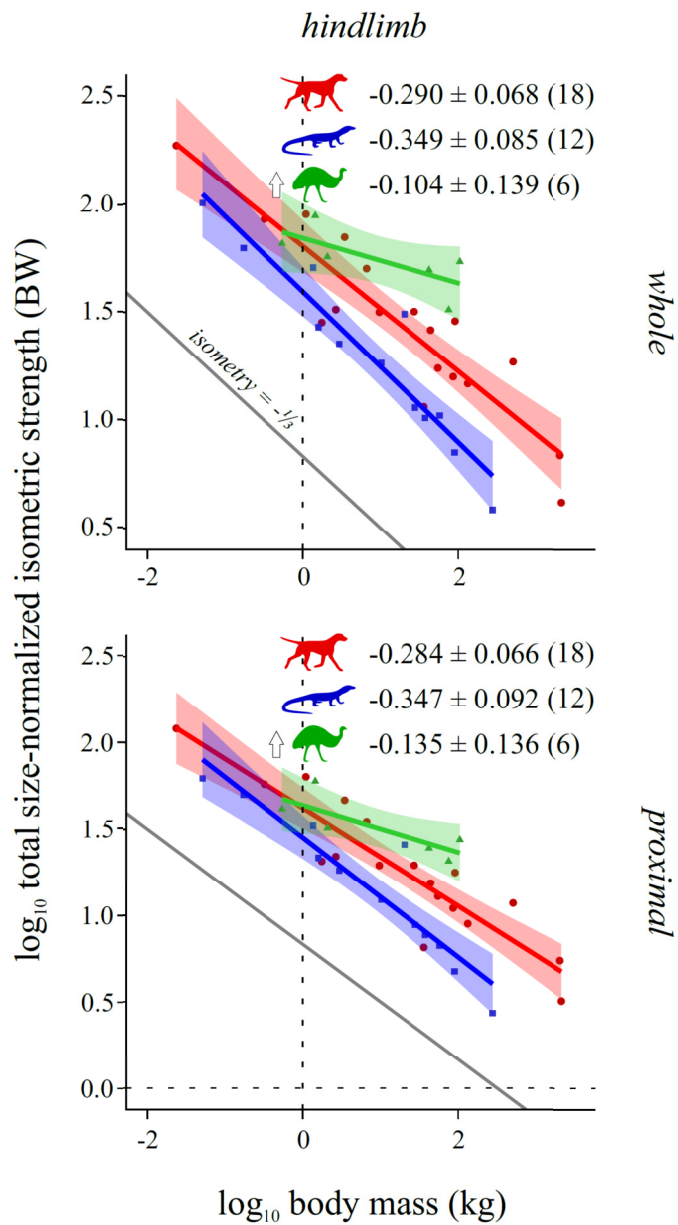 hindlimb
log₁₀ total size-normalized isometric strength (BW)
2.5
2.0
1.5
1.0
0.5
-0.290 ± 0.068 (18)
-0.349 ± 0.085 (12)
-0.104 ± 0.139 (6)
isometry = -⅓
whole
-2
0
2
2.5
2.0
1.5
1.0
0.5
0.0
-0.284 ± 0.066 (18)
-0.347 ± 0.092 (12)
-0.135 ± 0.136 (6)
proximal
-2
0
2
log₁₀ body mass (kg)